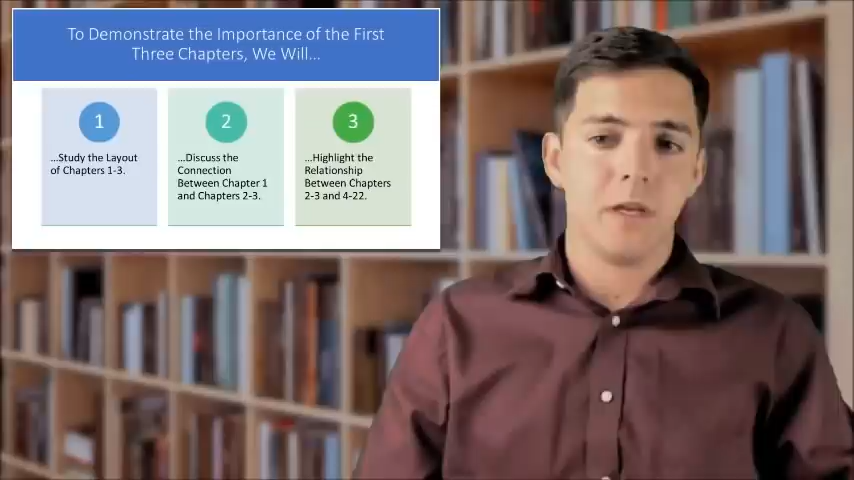 To Demonstrate the Importance of the First
Three Chapters, We Will...
1
...Study the Layout
of Chapters 1-3.
2
...Discuss the
Connection
Between Chapter 1
and Chapters 2-3.
3
...Highlight the
Relationship
Between Chapters
2-3 and 4-22.